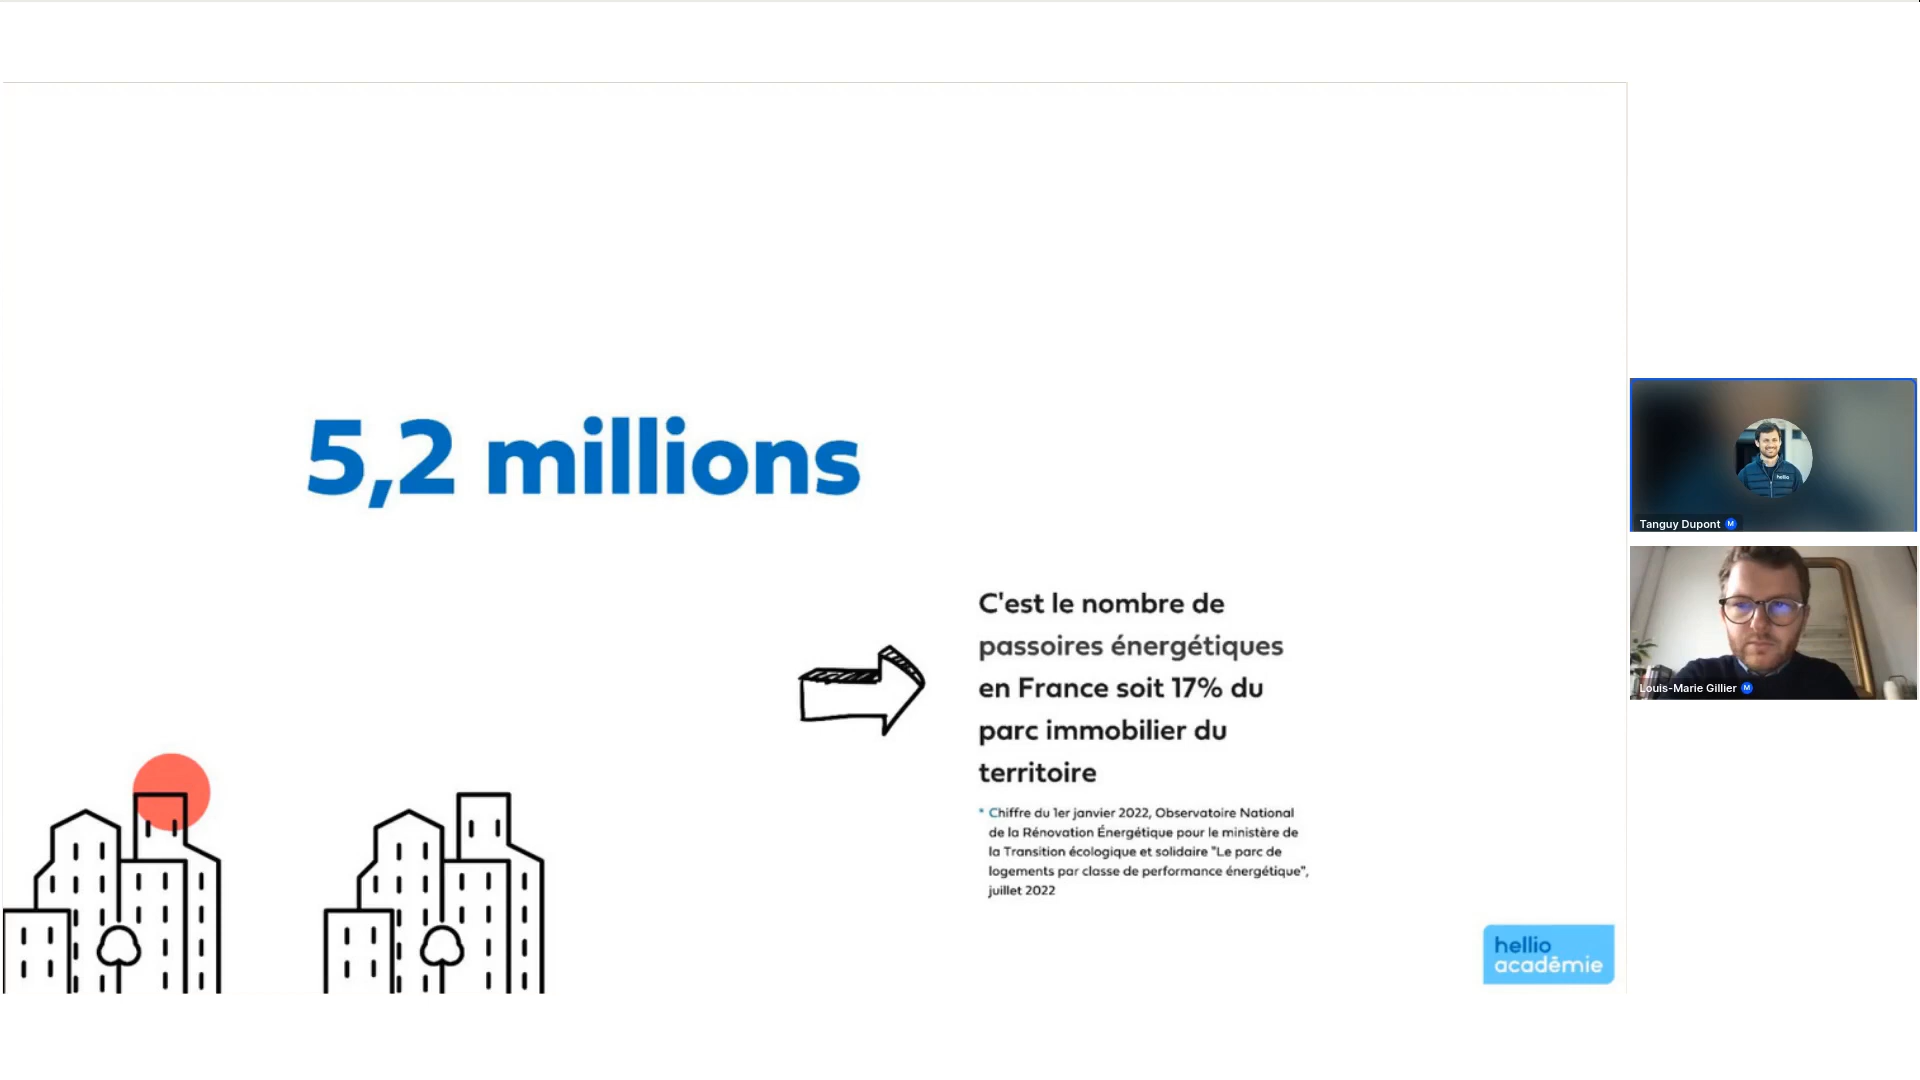 5,2 millions
C'est le nombre de
passoires énergétiques
en France soit 17% du
parc immobilier du
territoire
* Chiffre du 1er janvier 2022, Observatoire National
de la Rénovation Énergétique pour le ministère de
la Transition écologique et solidaire "Le parc de
logements par classe de performance énergétique",
juillet 2022
hellio
académie
hellio
Tanguy Dupont M
Louis-Marie Gillier M